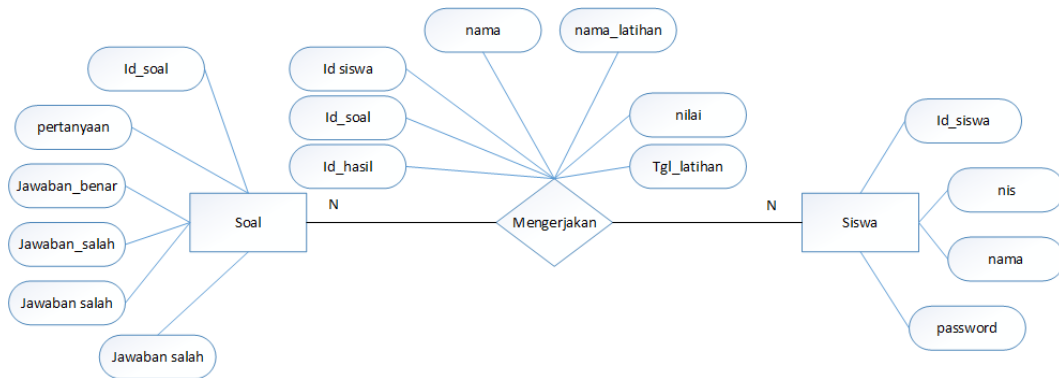 nama
nama_latihan
Id_soal
Id siswa
Id_soal
nilai
Id_siswa
pertanyaan
Id_hasil
Tgl_latihan
Jawaban_benar
nis
N
N
Soal
Mengerjakan
Siswa
Jawaban_salah
nama
Jawaban salah
password
Jawaban salah